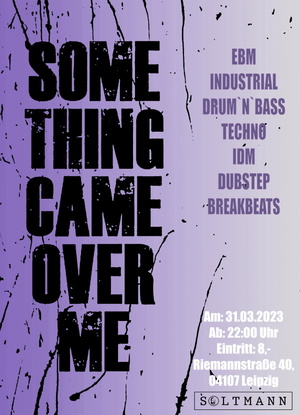 SOME
THING
CAME
OVER
ME
EBM
INDUSTRIAL
DRUM`N`BASS
TECHNO
IDM
DUBSTEP
BREAKBEATS
Am: 31.03.2023
Ab: 22:00 Uhr
Eintritt: 8,-
Riemannstraße 40,
04107 Leipzig
SOLTMANN